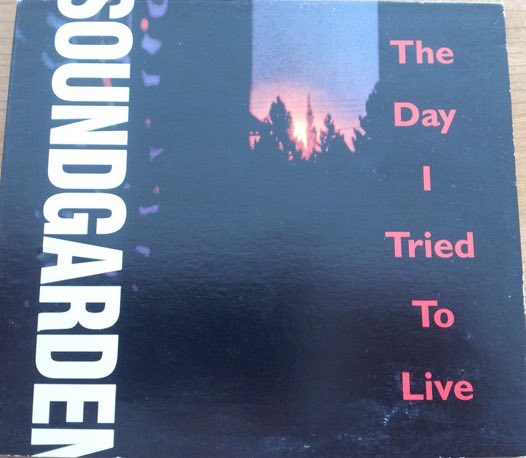 SOUNDGARDEN
The
Day
I
Tried
To
Live